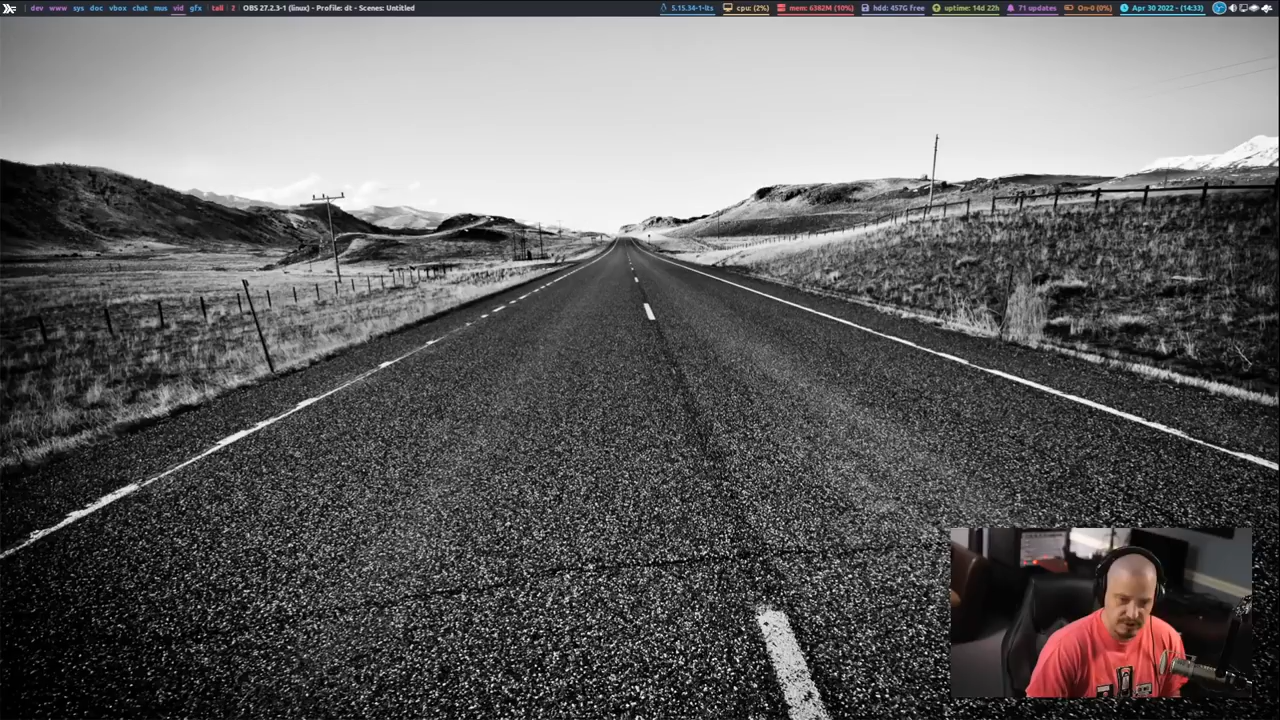 dev www sys doc vbox chat mus vid gfx | tall | 2 | OBS 27.2.3-1 (linux) - Profile: dt - Scenes: Untitled 5.15.34-1-lts cpu: (2%) mem: 6382M (10%) hdd: 457G free uptime: 14d 22h 71 updates On-0 (0%) Apr 30 2022 - (14:33)